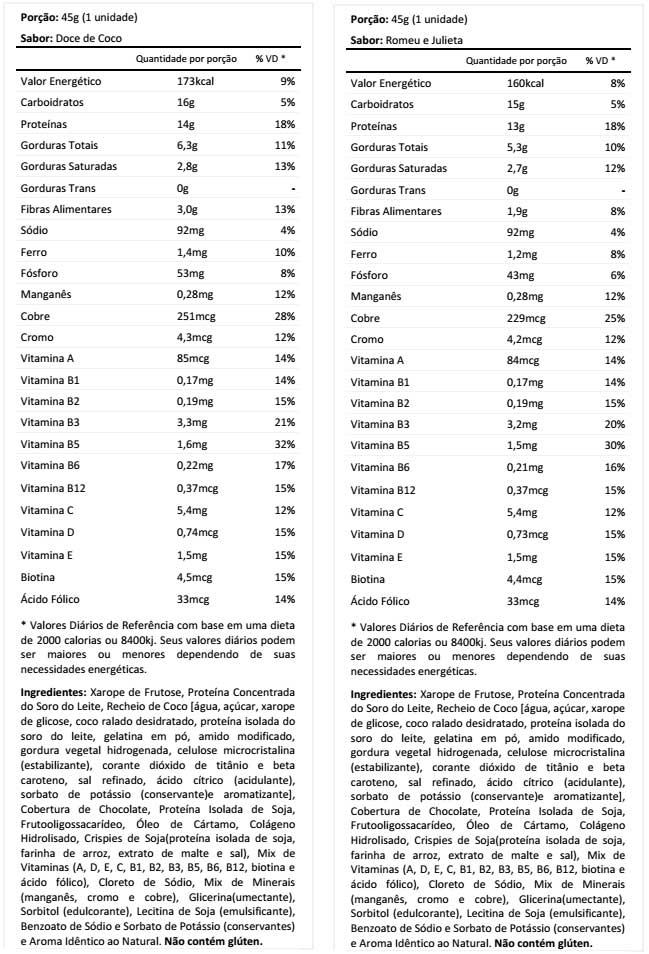 Porção: 45g (1 unidade)
Sabor: Doce de Coco
Quantidade por porção % VD *
Valor Energético 173kcal 9%
Carboidratos 16g 5%
Proteínas 14g 18%
Gorduras Totais 6,3g 11%
Gorduras Saturadas 2,8g 13%
Gorduras Trans 0g -
Fibras Alimentares 3,0g 13%
Sódio 92mg 4%
Ferro 1,4mg 10%
Fósforo 53mg 8%
Manganês 0,28mg 12%
Cobre 251mcg 28%
Cromo 4,3mcg 12%
Vitamina A 85mcg 14%
Vitamina B1 0,17mg 14%
Vitamina B2 0,19mg 15%
Vitamina B3 3,3mg 21%
Vitamina B5 1,6mg 32%
Vitamina B6 0,22mg 17%
Vitamina B12 0,37mcg 15%
Vitamina C 5,4mg 12%
Vitamina D 0,74mcg 15%
Vitamina E 1,5mg 15%
Biotina 4,5mcg 15%
Ácido Fólico 33mcg 14%
* Valores Diários de Referência com base em uma dieta
de 2000 calorias ou 8400kj. Seus valores diários podem
ser maiores ou menores dependendo de suas
necessidades energéticas.
Ingredientes: Xarope de Frutose, Proteína Concentrada
do Soro do Leite, Recheio de Coco [água, açúcar, xarope
de glicose, coco ralado desidratado, proteína isolada do
soro do leite, gelatina em pó, amido modificado,
gordura vegetal hidrogenada, celulose microcristalina
(estabilizante), corante dióxido de titânio e beta
caroteno, sal refinado, ácido cítrico (acidulante),
sorbato de potássio (conservante)e aromatizante],
Cobertura de Chocolate, Proteína Isolada de Soja,
Frutooligossacarídeo, Óleo de Cártamo, Colágeno
Hidrolisado, Crispies de Soja(proteína isolada de soja,
farinha de arroz, extrato de malte e sal), Mix de
Vitaminas (A, D, E, C, B1, B2, B3, B5, B6, B12, biotina e
ácido fólico), Cloreto de Sódio, Mix de Minerais
(manganês, cromo e cobre), Glicerina(umectante),
Sorbitol (edulcorante), Lecitina de Soja (emulsificante),
Benzoato de Sódio e Sorbato de Potássio (conservantes)
e Aroma Idêntico ao Natural. Não contém glúten.
Porção: 45g (1 unidade)
Sabor: Romeu e Julieta
Quantidade por porção % VD *
Valor Energético 160kcal 8%
Carboidratos 15g 5%
Proteínas 13g 18%
Gorduras Totais 5,3g 10%
Gorduras Saturadas 2,7g 12%
Gorduras Trans 0g -
Fibras Alimentares 1,9g 8%
Sódio 92mg 4%
Ferro 1,2mg 8%
Fósforo 43mg 6%
Manganês 0,28mg 12%
Cobre 229mcg 25%
Cromo 4,2mcg 12%
Vitamina A 84mcg 14%
Vitamina B1 0,17mg 14%
Vitamina B2 0,19mg 15%
Vitamina B3 3,2mg 20%
Vitamina B5 1,5mg 30%
Vitamina B6 0,21mg 16%
Vitamina B12 0,37mcg 15%
Vitamina C 5,4mg 12%
Vitamina D 0,73mcg 15%
Vitamina E 1,5mg 15%
Biotina 4,4mcg 15%
Ácido Fólico 33mcg 14%
* Valores Diários de Referência com base em uma dieta
de 2000 calorias ou 8400kj. Seus valores diários podem
ser maiores ou menores dependendo de suas
necessidades energéticas.
Ingredientes: Xarope de Frutose, Proteína Concentrada
do Soro do Leite, Recheio de Coco [água, açúcar, xarope
de glicose, coco ralado desidratado, proteína isolada do
soro do leite, gelatina em pó, amido modificado,
gordura vegetal hidrogenada, celulose microcristalina
(estabilizante), corante dióxido de titânio e beta
caroteno, sal refinado, ácido cítrico (acidulante),
sorbato de potássio (conservante)e aromatizante],
Cobertura de Chocolate, Proteína Isolada de Soja,
Frutooligossacarídeo, Óleo de Cártamo, Colágeno
Hidrolisado, Crispies de Soja(proteína isolada de soja,
farinha de arroz, extrato de malte e sal), Mix de
Vitaminas (A, D, E, C, B1, B2, B3, B5, B6, B12, biotina e
ácido fólico), Cloreto de Sódio, Mix de Minerais
(manganês, cromo e cobre), Glicerina(umectante),
Sorbitol (edulcorante), Lecitina de Soja (emulsificante),
Benzoato de Sódio e Sorbato de Potássio (conservantes)
e Aroma Idêntico ao Natural. Não contém glúten.